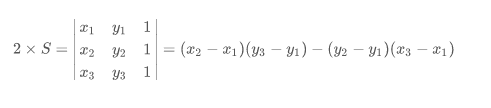 2 × S = | x₁ y₁ 1 |
| x₂ y₂ 1 | = (x₂ − x₁)(y₃ − y₁) − (y₂ − y₁)(x₃ − x₁)
| x₃ y₃ 1 |